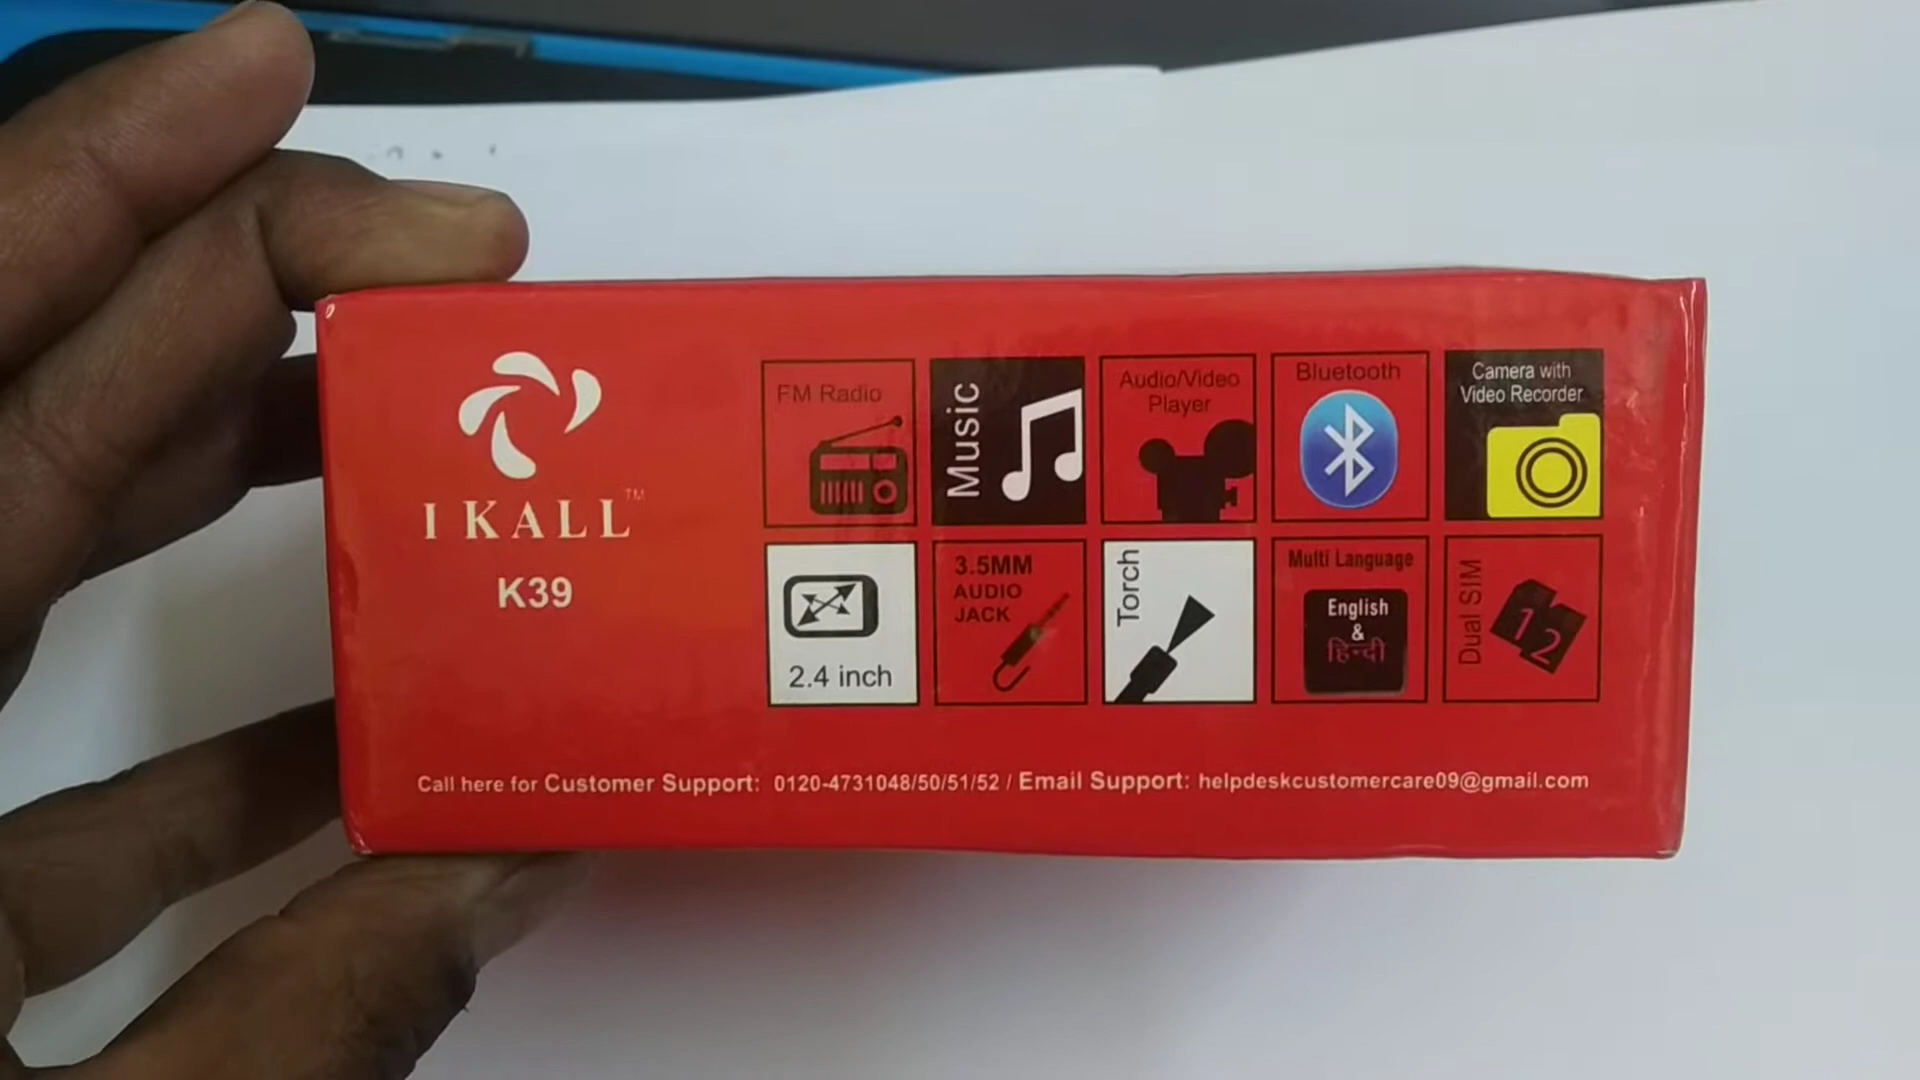 I KALL™
K39
FM Radio
Music
Audio/Video
Player
Bluetooth
Camera with
Video Recorder
2.4 inch
3.5MM
AUDIO
JACK
Torch
Multi Language
English
&
हिन्दी
Dual SIM
1
2
Call here for Customer Support: 0120-4731048/50/51/52 / Email Support: helpdeskcustomercare09@gmail.com